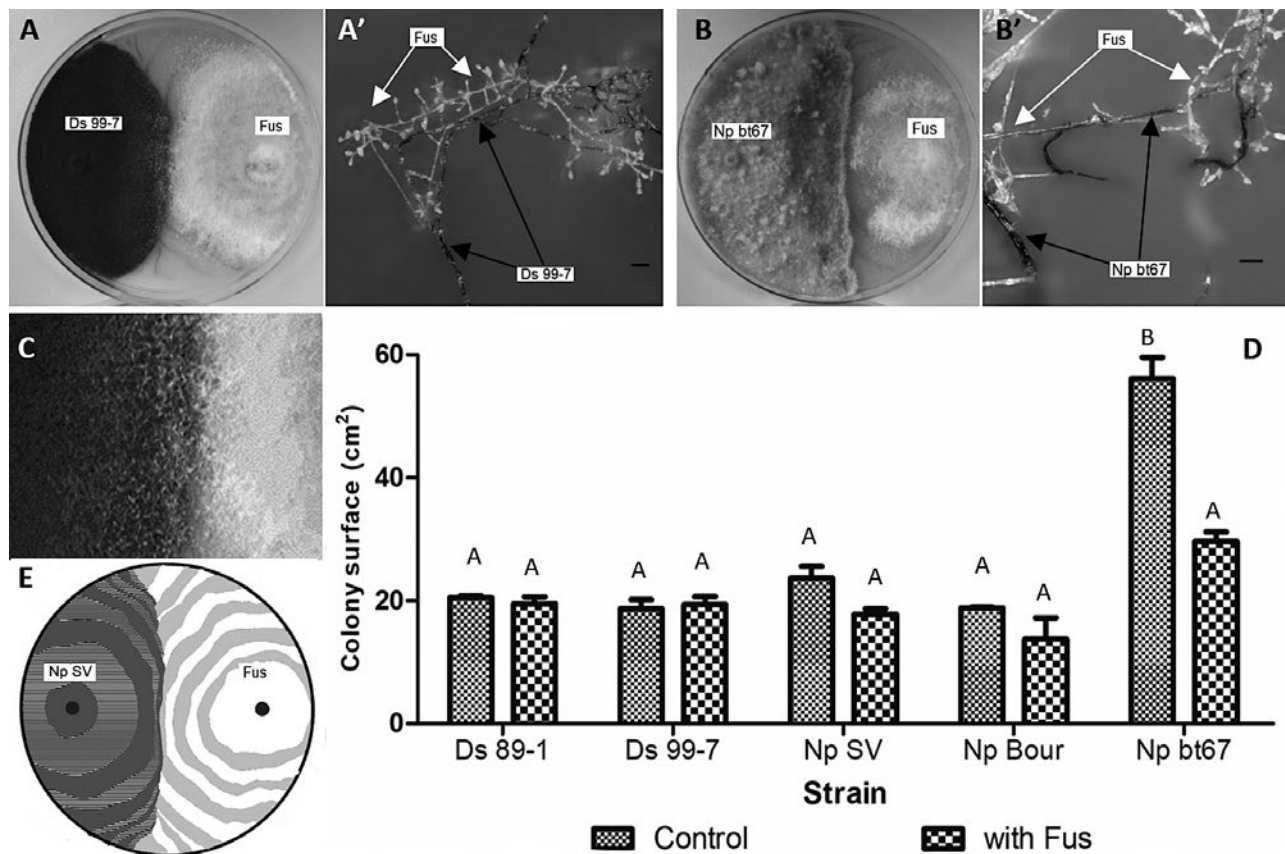 A
Ds 99-7
Fus
A'
Fus
Ds 99-7
B
Np bt67
Fus
B'
Fus
Np bt67
C
D
Colony surface (cm²)
60
40
20
0
A A A A A A A A B A
Ds 89-1 Ds 99-7 Np SV Np Bour Np bt67
Strain
Control with Fus
E
Np SV
Fus